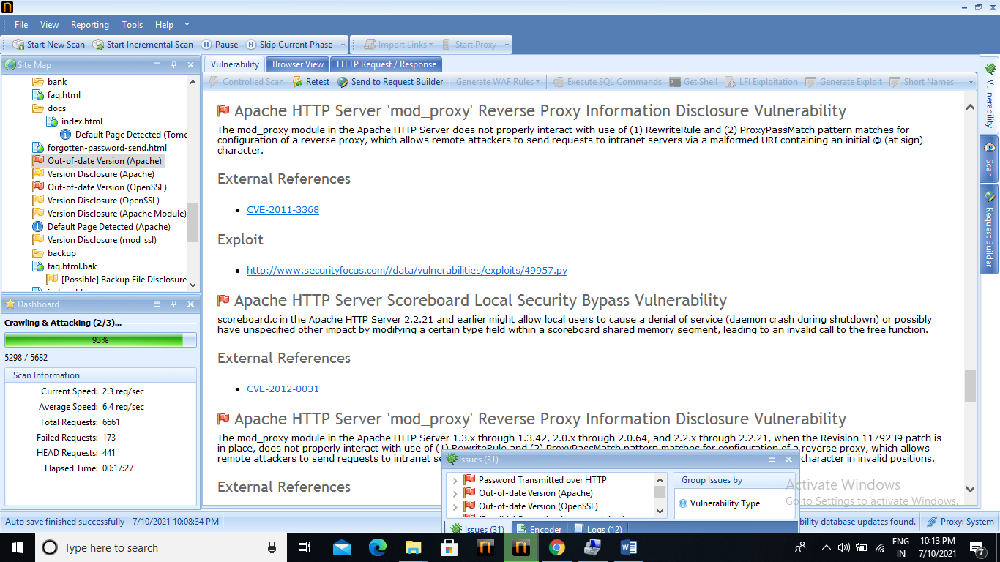 n
File View Reporting Tools Help
Start New Scan Start Incremental Scan Pause Skip Current Phase Import Links Start Proxy
Site Map
bank
faq.html
docs
index.html
Default Page Detected (Tomc
forgotten-password-send.html
Out-of-date Version (Apache)
Version Disclosure (Apache)
Out-of-date Version (OpenSSL)
Version Disclosure (OpenSSL)
Version Disclosure (Apache Module)
Default Page Detected (Apache)
Version Disclosure (mod_ssl)
backup
faq.html.bak
[Possible] Backup File Disclosure
Dashboard
Crawling & Attacking (2/3)...
93%
5298 / 5682
Scan Information
Current Speed: 2.3 req/sec
Average Speed: 6.4 req/sec
Total Requests: 6661
Failed Requests: 173
HEAD Requests: 441
Elapsed Time: 00:17:27
Vulnerability Browser View HTTP Request / Response
Controlled Scan Retest Send to Request Builder Generate WAF Rules Execute SQL Commands Get Shell LFI Exploitation Generate Exploit Short Names
Apache HTTP Server 'mod_proxy' Reverse Proxy Information Disclosure Vulnerability
The mod_proxy module in the Apache HTTP Server does not properly interact with use of (1) RewriteRule and (2) ProxyPassMatch pattern matches for
configuration of a reverse proxy, which allows remote attackers to send requests to intranet servers via a malformed URI containing an initial @ (at sign)
character.
External References
CVE-2011-3368
Exploit
http://www.securityfocus.com//data/vulnerabilities/exploits/49957.py
Apache HTTP Server Scoreboard Local Security Bypass Vulnerability
scoreboard.c in the Apache HTTP Server 2.2.21 and earlier might allow local users to cause a denial of service (daemon crash during shutdown) or possibly
have unspecified other impact by modifying a certain type field within a scoreboard shared memory segment, leading to an invalid call to the free function.
External References
CVE-2012-0031
Apache HTTP Server 'mod_proxy' Reverse Proxy Information Disclosure Vulnerability
The mod_proxy module in the Apache HTTP Server 1.3.x through 1.3.42, 2.0.x through 2.0.64, and 2.2.x through 2.2.21, when the Revision 1179239 patch is
in place, does not properly interact with use of (1) RewriteRule and (2) ProxyPassMatch pattern matches for configuration of a reverse proxy, which allows
remote attackers to send requests to intranet se character in invalid positions.
External References
Issues (31)
Password Transmitted over HTTP
Out-of-date Version (Apache)
Out-of-date Version (OpenSSL)
Group Issues by
Vulnerability Type
Issues (31) Encoder Logs (12)
Vulnerability
Scan
Request Builder
Activate Windows
Go to Settings to activate Windows.
Auto save finished successfully - 7/10/2021 10:08:34 PM
bility database updates found. Proxy: System
Type here to search
ENG
IN
10:13 PM
7/10/2021
7